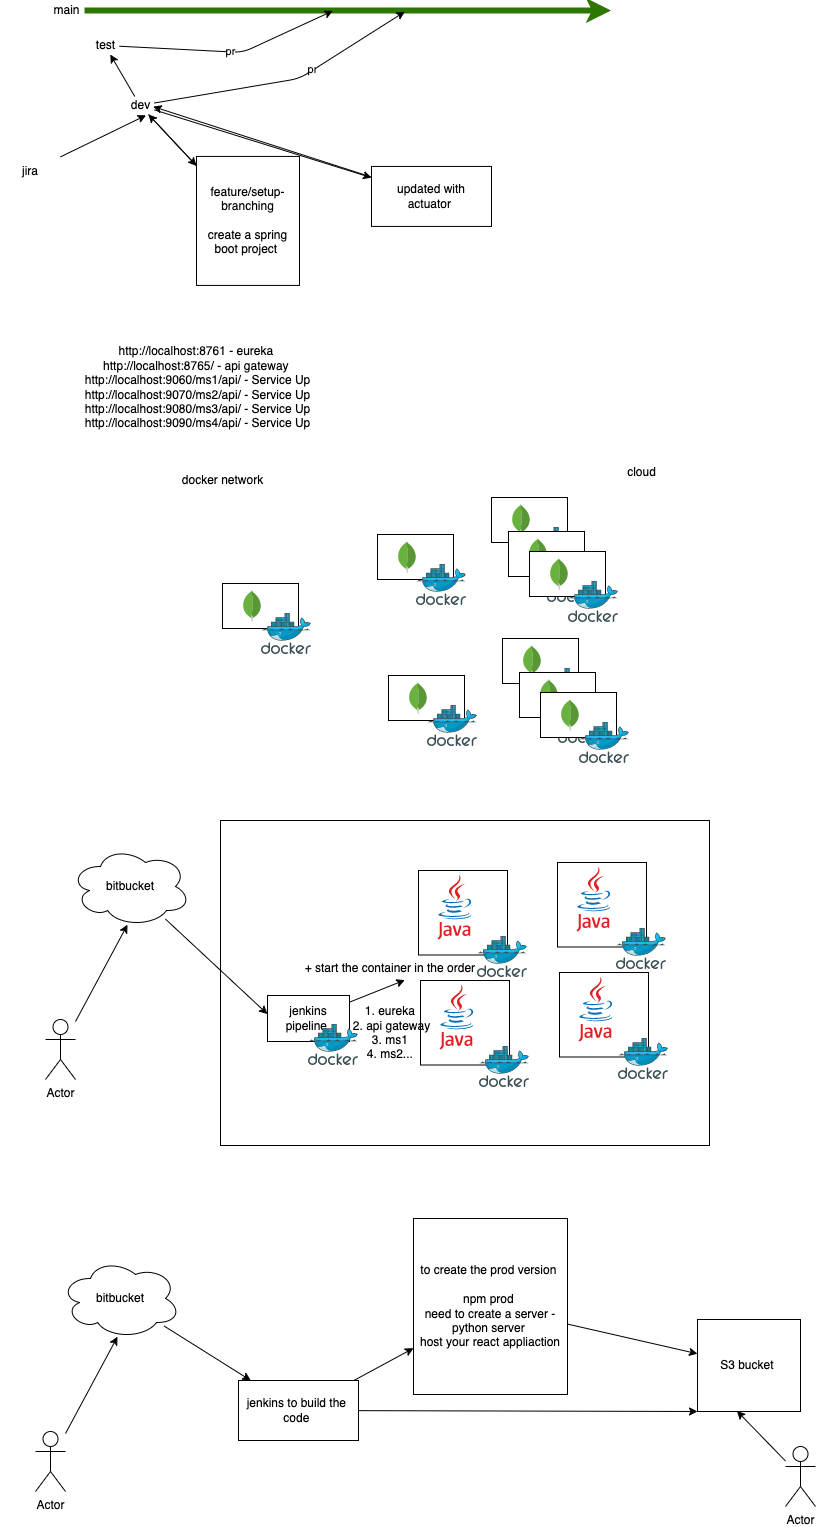 main
test
pr
pr
dev
jira
feature/setup-
branching
create a spring
boot project
updated with
actuator
http://localhost:8761 - eureka
http://localhost:8765/ - api gateway
http://localhost:9060/ms1/api/ - Service Up
http://localhost:9070/ms2/api/ - Service Up
http://localhost:9080/ms3/api/ - Service Up
http://localhost:9090/ms4/api/ - Service Up
docker network
cloud
docker
docker
docker
docker
docker
docker
docker
docker
bitbucket
Java
Java
docker
docker
+ start the container in the order
jenkins
pipeline
docker
1. eureka
2. api gateway
3. ms1
4. ms2...
Java
Java
docker
docker
Actor
to create the prod version
npm prod
need to create a server -
python server
host your react appliaction
bitbucket
S3 bucket
jenkins to build the
code
Actor
Actor